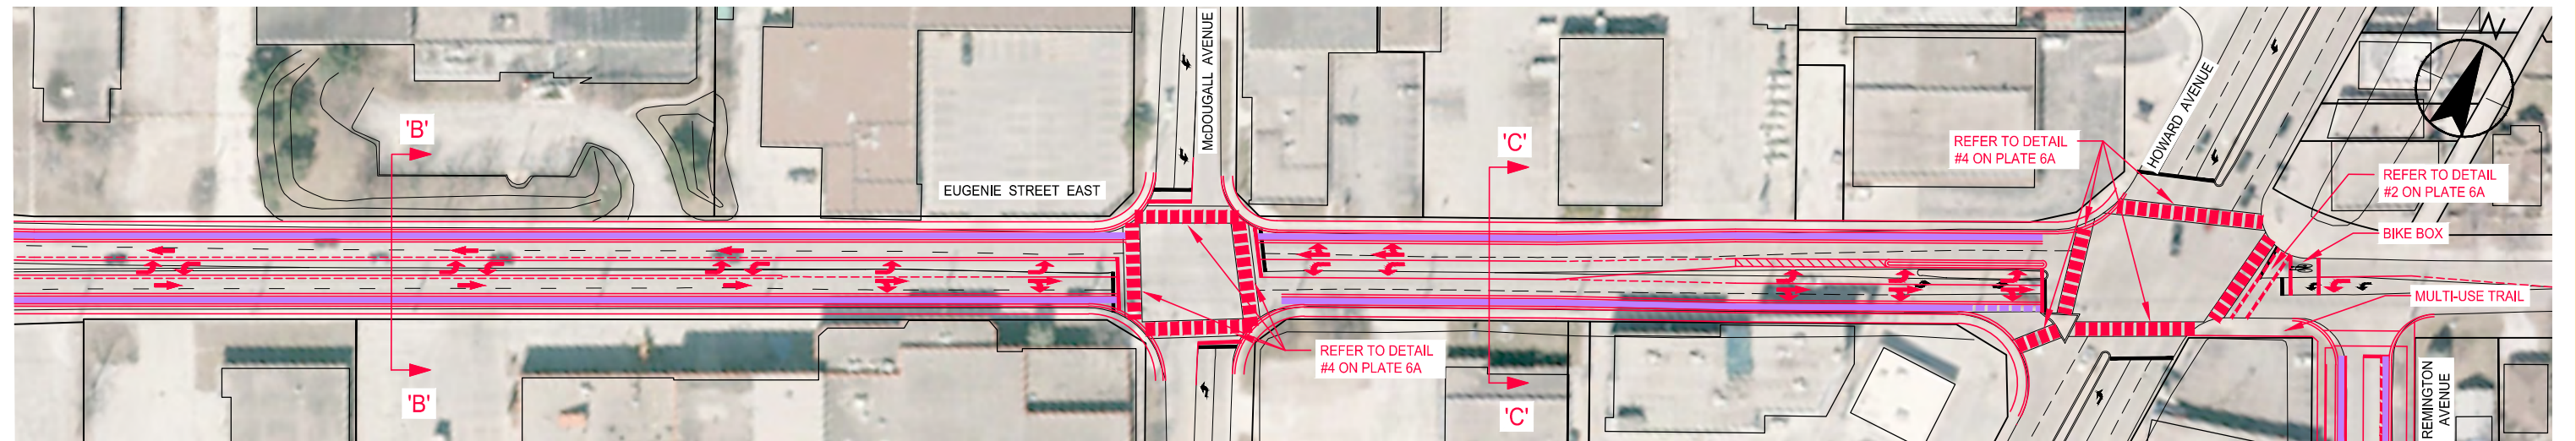 'B'
EUGENIE STREET EAST
McDOUGALL AVENUE
'B'
REFER TO DETAIL
#4 ON PLATE 6A
'C'
'C'
REFER TO DETAIL
#4 ON PLATE 6A
HOWARD AVENUE
N
REFER TO DETAIL
#2 ON PLATE 6A
BIKE BOX
MULTI-USE TRAIL
REMINGTON
AVENUE